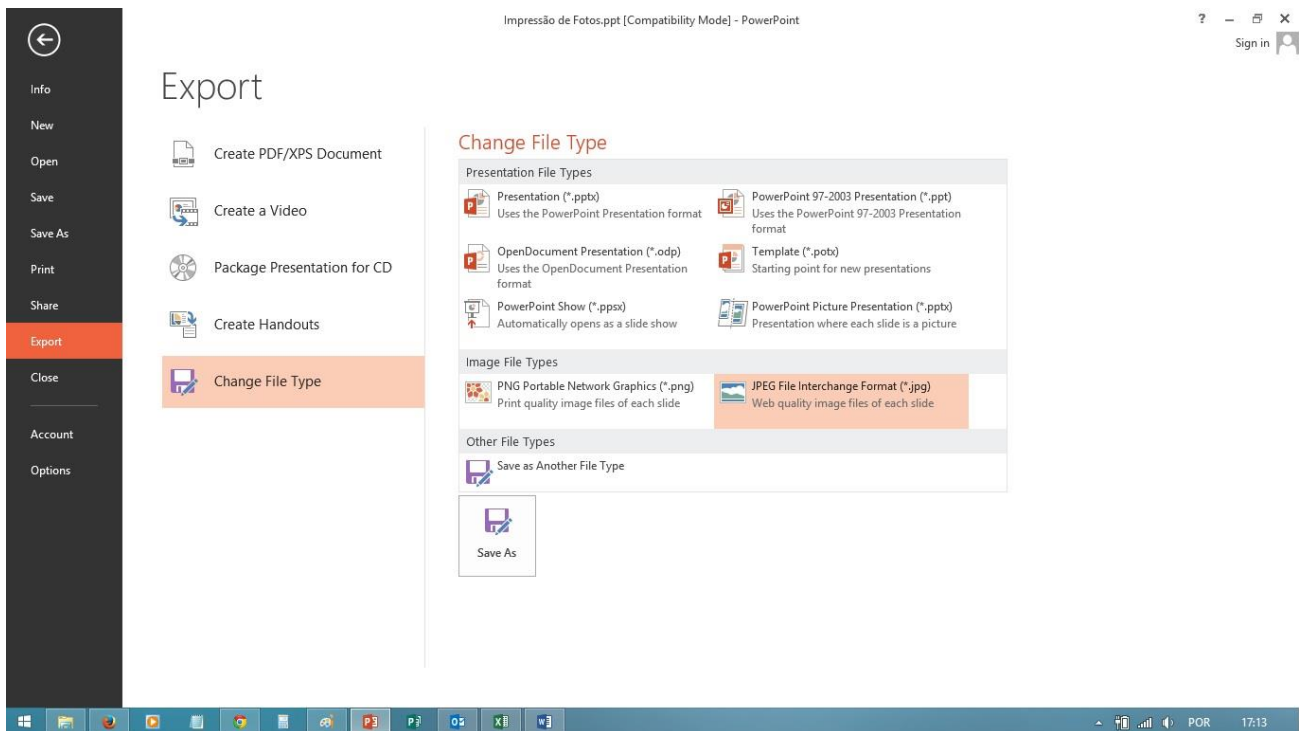 Impressão de Fotos.ppt [Compatibility Mode] - PowerPoint
?
Sign in
Info
New
Open
Save
Save As
Print
Share
Export
Close
Account
Options
Export
Create PDF/XPS Document
Create a Video
Package Presentation for CD
Create Handouts
Change File Type
Change File Type
Presentation File Types
Presentation (*.pptx)
Uses the PowerPoint Presentation format
PowerPoint 97-2003 Presentation (*.ppt)
Uses the PowerPoint 97-2003 Presentation
format
OpenDocument Presentation (*.odp)
Uses the OpenDocument Presentation
format
Template (*.potx)
Starting point for new presentations
PowerPoint Show (*.ppsx)
Automatically opens as a slide show
PowerPoint Picture Presentation (*.pptx)
Presentation where each slide is a picture
Image File Types
PNG Portable Network Graphics (*.png)
Print quality image files of each slide
JPEG File Interchange Format (*.jpg)
Web quality image files of each slide
Other File Types
Save as Another File Type
Save As
POR 17:13